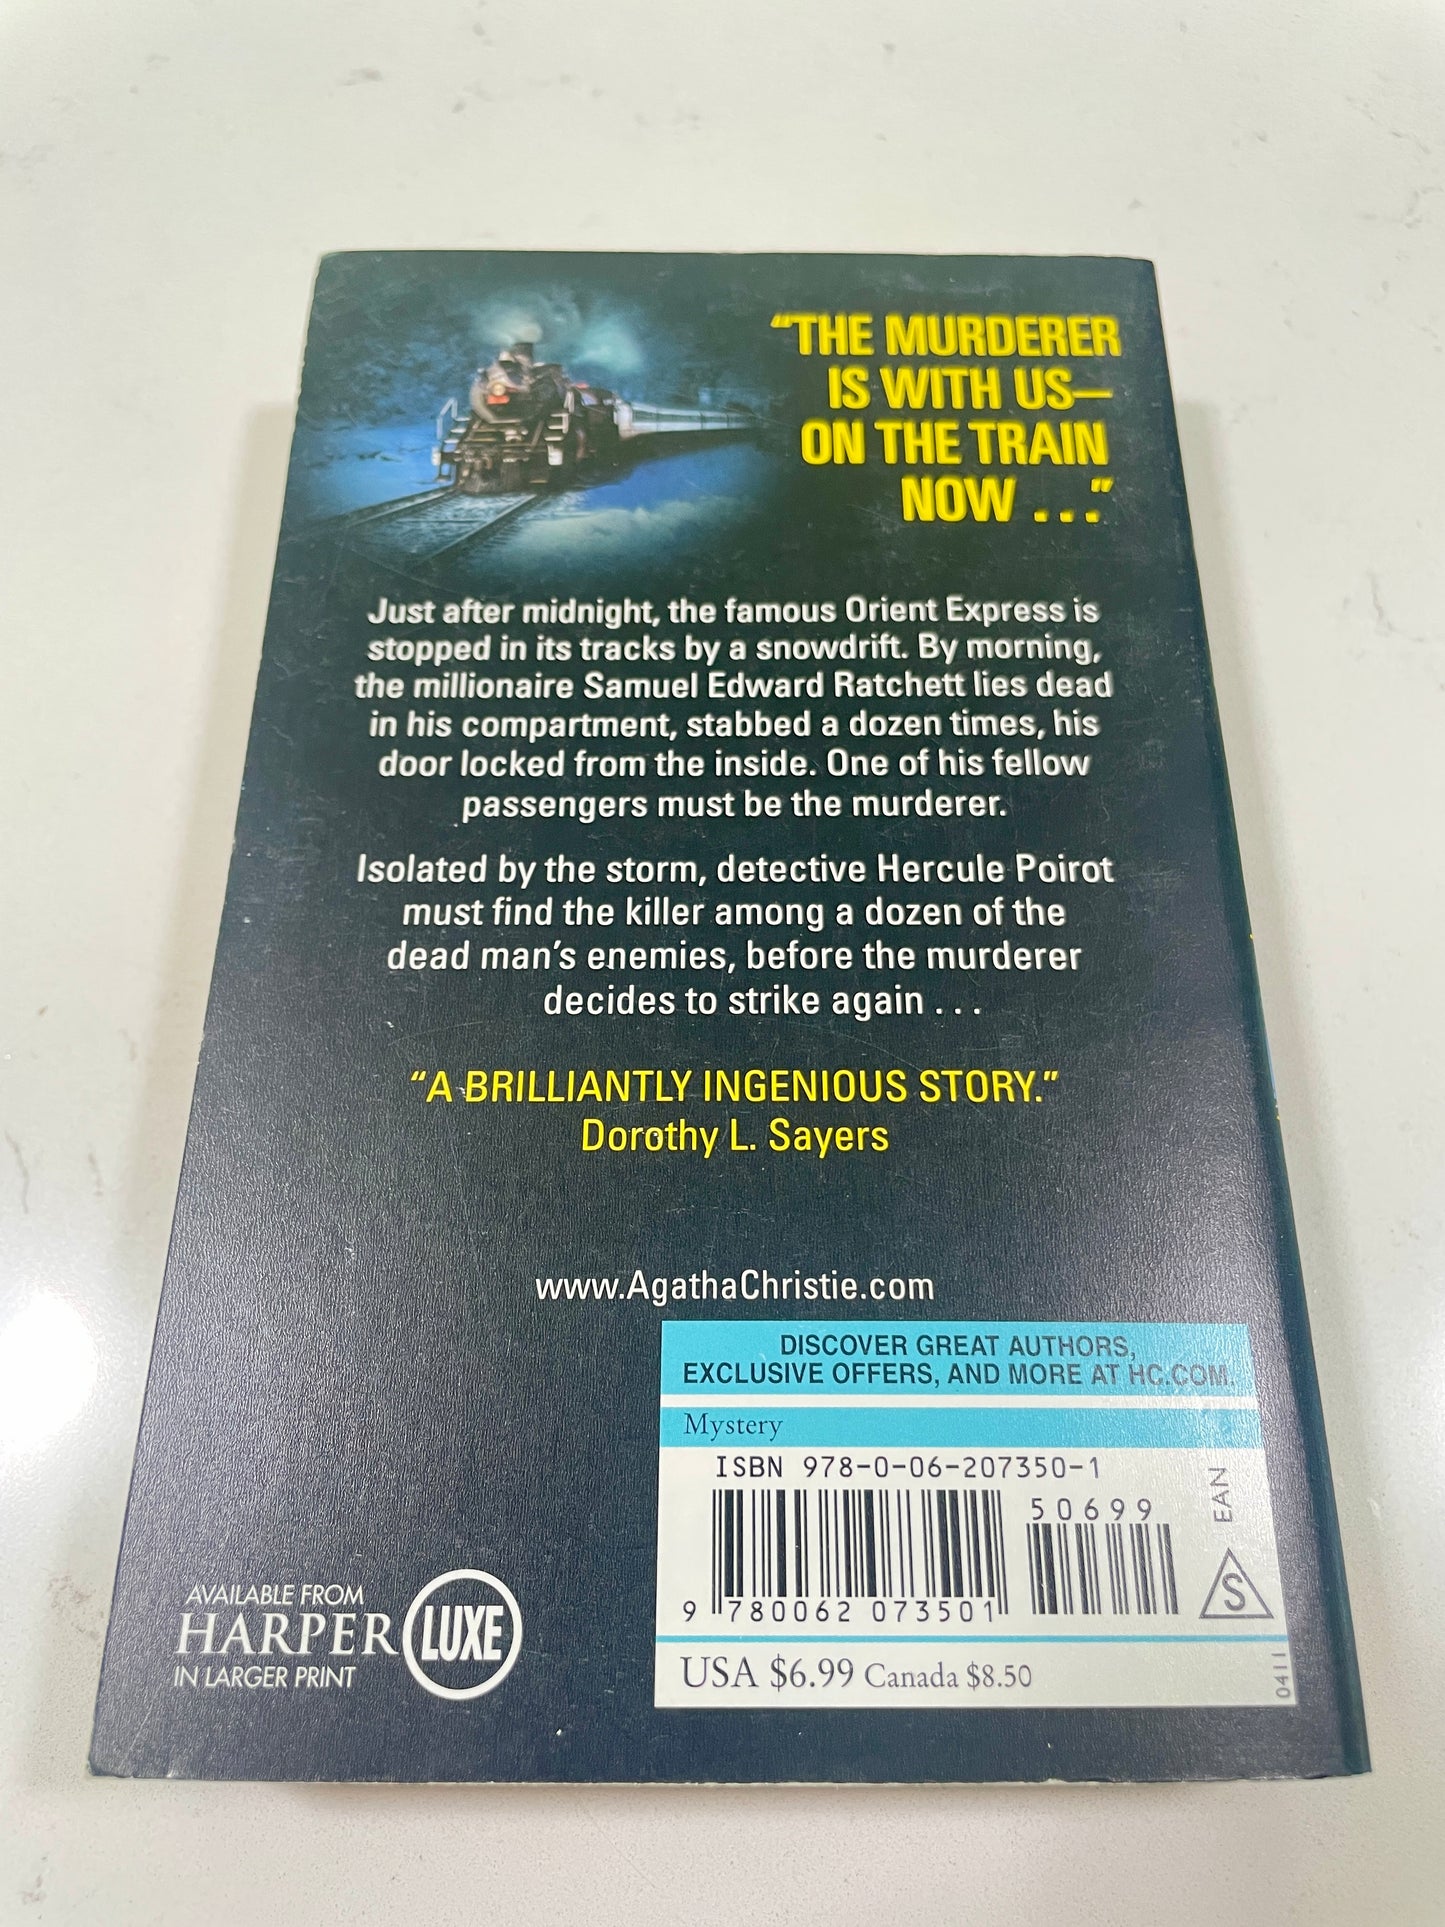 “THE MURDERER
IS WITH US—
ON THE TRAIN
NOW . . .”
Just after midnight, the famous Orient Express is
stopped in its tracks by a snowdrift. By morning,
the millionaire Samuel Edward Ratchett lies dead
in his compartment, stabbed a dozen times, his
door locked from the inside. One of his fellow
passengers must be the murderer.
Isolated by the storm, detective Hercule Poirot
must find the killer among a dozen of the
dead man’s enemies, before the murderer
decides to strike again . . .
“A BRILLIANTLY INGENIOUS STORY.”
Dorothy L. Sayers
www.AgathaChristie.com
DISCOVER GREAT AUTHORS,
EXCLUSIVE OFFERS, AND MORE AT HC.COM.
Mystery
ISBN 978-0-06-207350-1
50699
EAN
S
9 780062 073501
USA $6.99 Canada $8.50
0411
AVAILABLE FROM
HARPER LUXE
IN LARGER PRINT